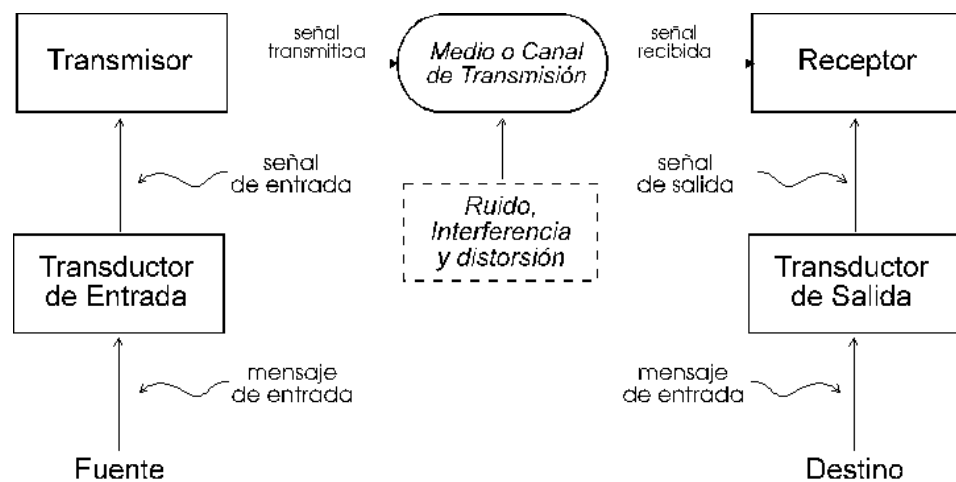 Transmisor
señal
transmitica
Medio o Canal
de Transmisión
señal
recibida
Receptor
señal
de entrada
Ruido,
Interferencia
y distorsión
señal
de salida
Transductor
de Entrada
Transductor
de Salida
mensaje
de entrada
mensaje
de entrada
Fuente
Destino